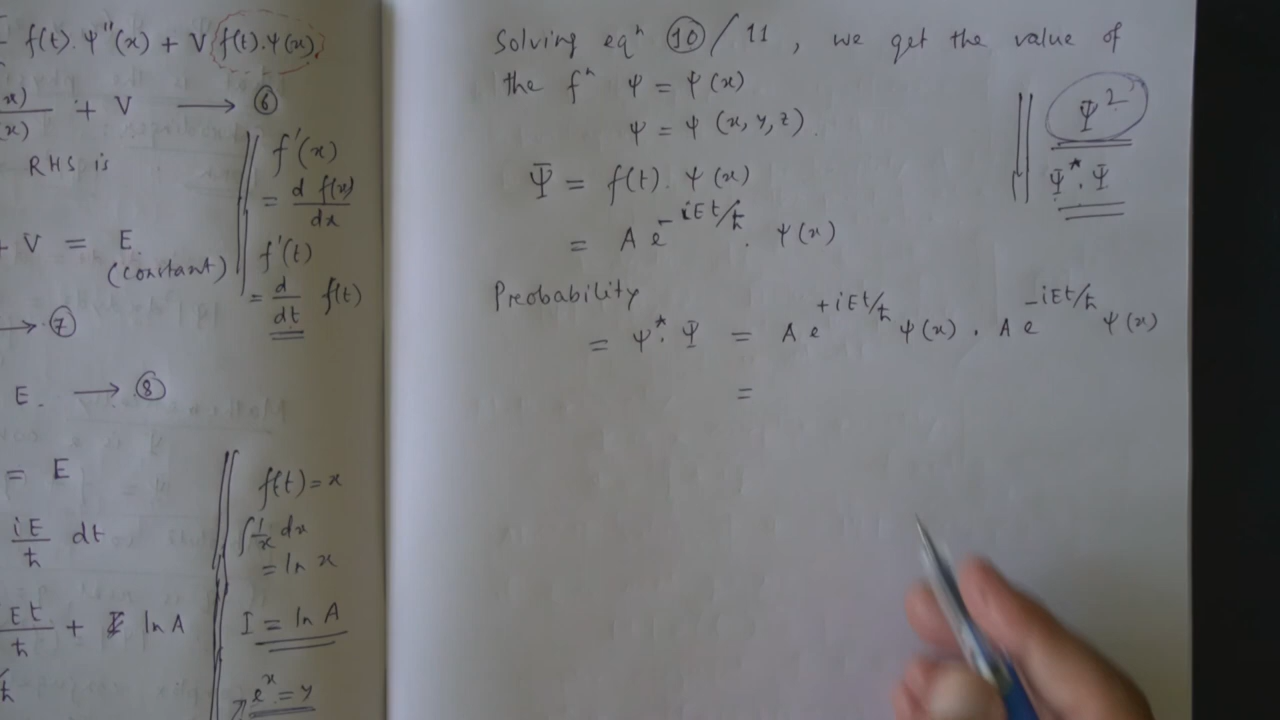 f(t). Ψ''(x) + V f(t).Ψ(x)
x)/(x) + V ⟶ ⑥
RHS is
+ V = E.
(constant)
⟶ ⑦
E. ⟶ ⑧
= E
iE/ħ dt
Et/ħ + ln A
f'(x)
= d f(x)/dx
f'(t)
= d/dt f(t)
f(t) = x
∫ 1/x dx
= ln x
I = ln A
e^x = y
Solving eqⁿ ⑩ / 11 , we get the value of
the fⁿ Ψ = Ψ(x)
Ψ = Ψ (x, y, z).
Ψ̄ = f(t). Ψ(x)
= A e^(-iEt/ħ). Ψ(x)
Ψ²
Ψ*. Ψ
Probability
= Ψ*. Ψ = A e^(+iEt/ħ) Ψ(x) . A e^(-iEt/ħ) Ψ(x)
=